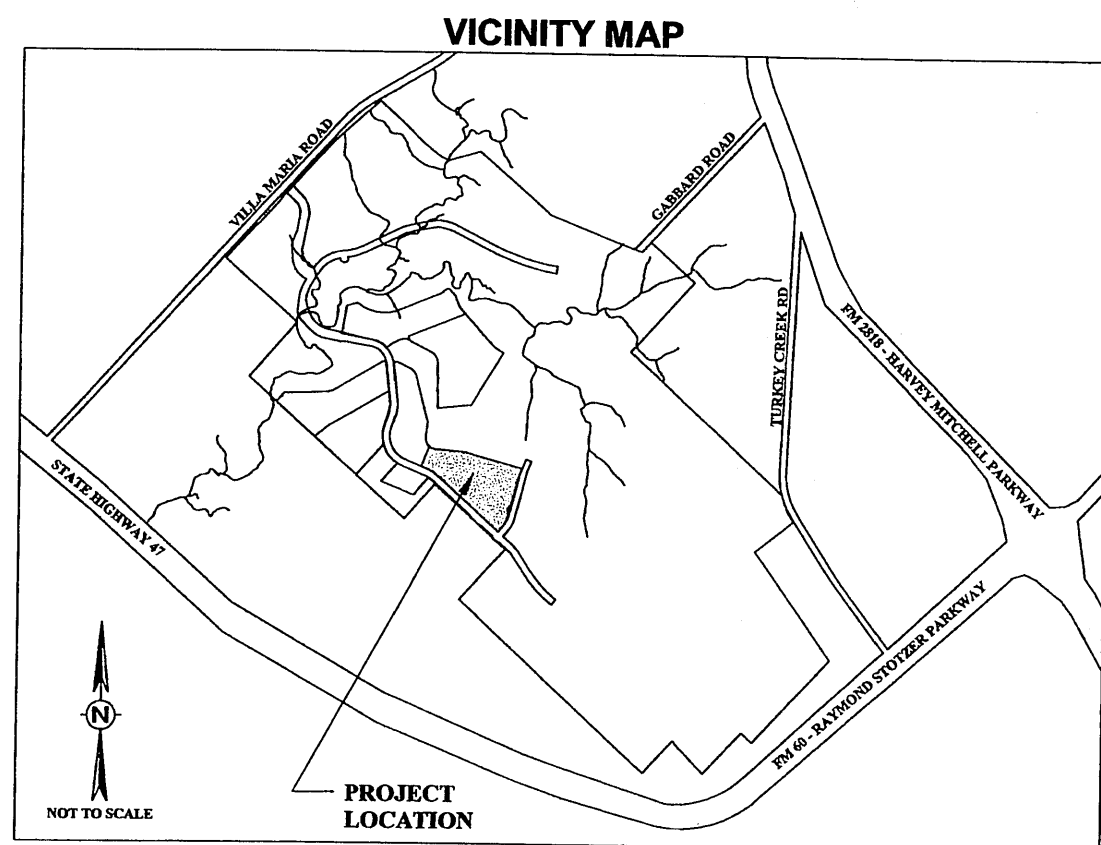 VICINITY MAP
VILLA MARIA ROAD
GABBARD ROAD
TURKEY CREEK RD
FM 2818 - HARVEY MITCHELL PARKWAY
STATE HIGHWAY 47
FM 60 - RAYMOND STOTZER PARKWAY
N
NOT TO SCALE
PROJECT
LOCATION